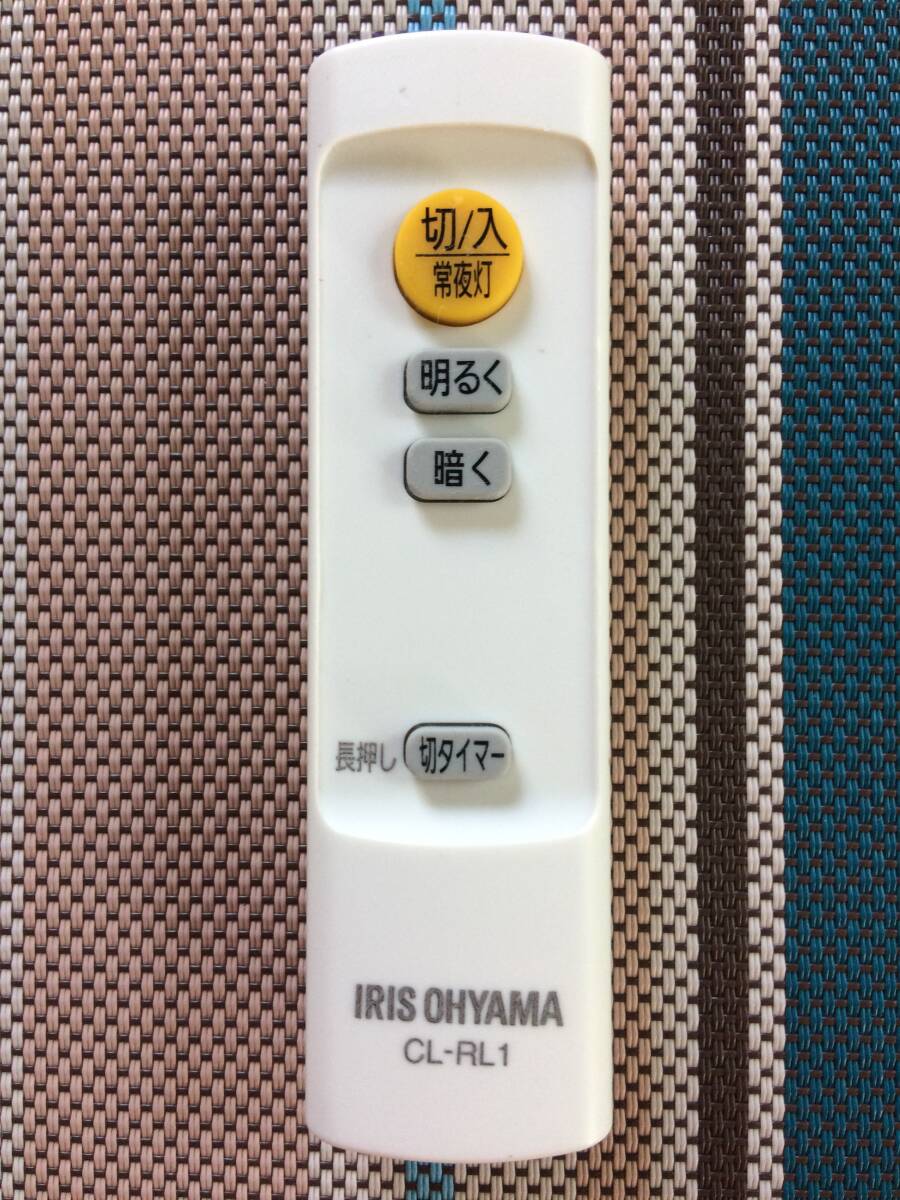 切/入
常夜灯
明るく
暗く
長押し 切タイマー
IRIS OHYAMA
CL-RL1